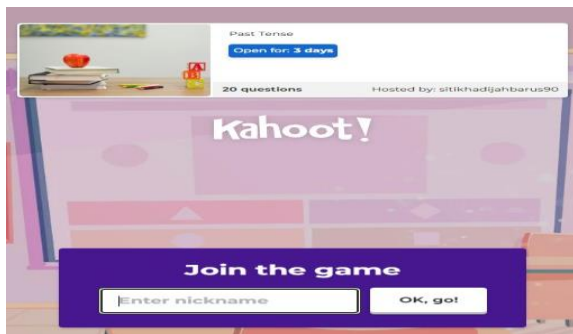 Past Tense
Open for: 3 days
20 questions Hosted by: sitikhadijahbarus90
Kahoot!
Join the game
Enter nickname OK, go!